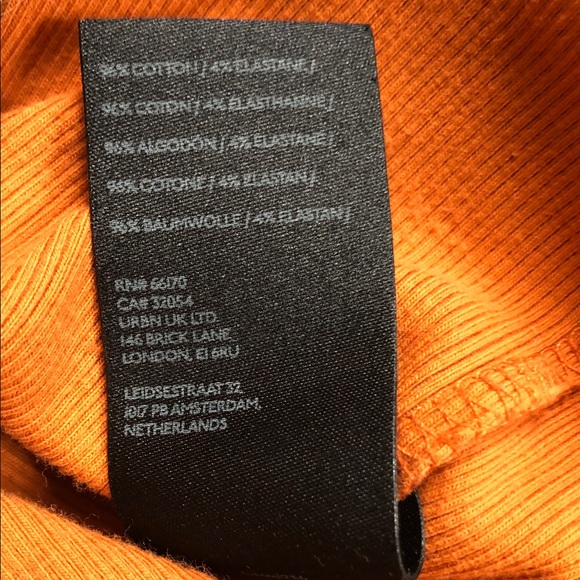 96% COTTON / 4% ELASTANE /
96% COTON / 4% ELASTHANNE /
96% ALGODÓN / 4% ELASTANE /
96% COTONE / 4% ELASTAN /
96% BAUMWOLLE / 4% ELASTAN /
RN# 66170
CA# 32054
URBN UK LTD
146 BRICK LANE
LONDON, E1 6RU
LEIDSESTRAAT 32,
1017 PB AMSTERDAM,
NETHERLANDS